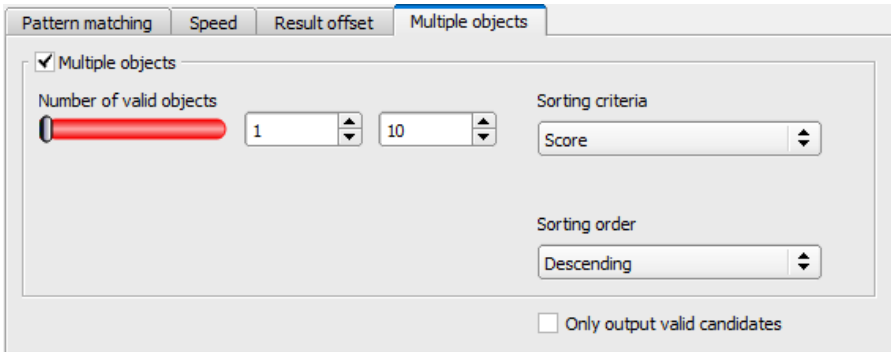 Pattern matching Speed Result offset Multiple objects
Multiple objects
Number of valid objects Sorting criteria
1 10 Score
Sorting order
Descending
Only output valid candidates